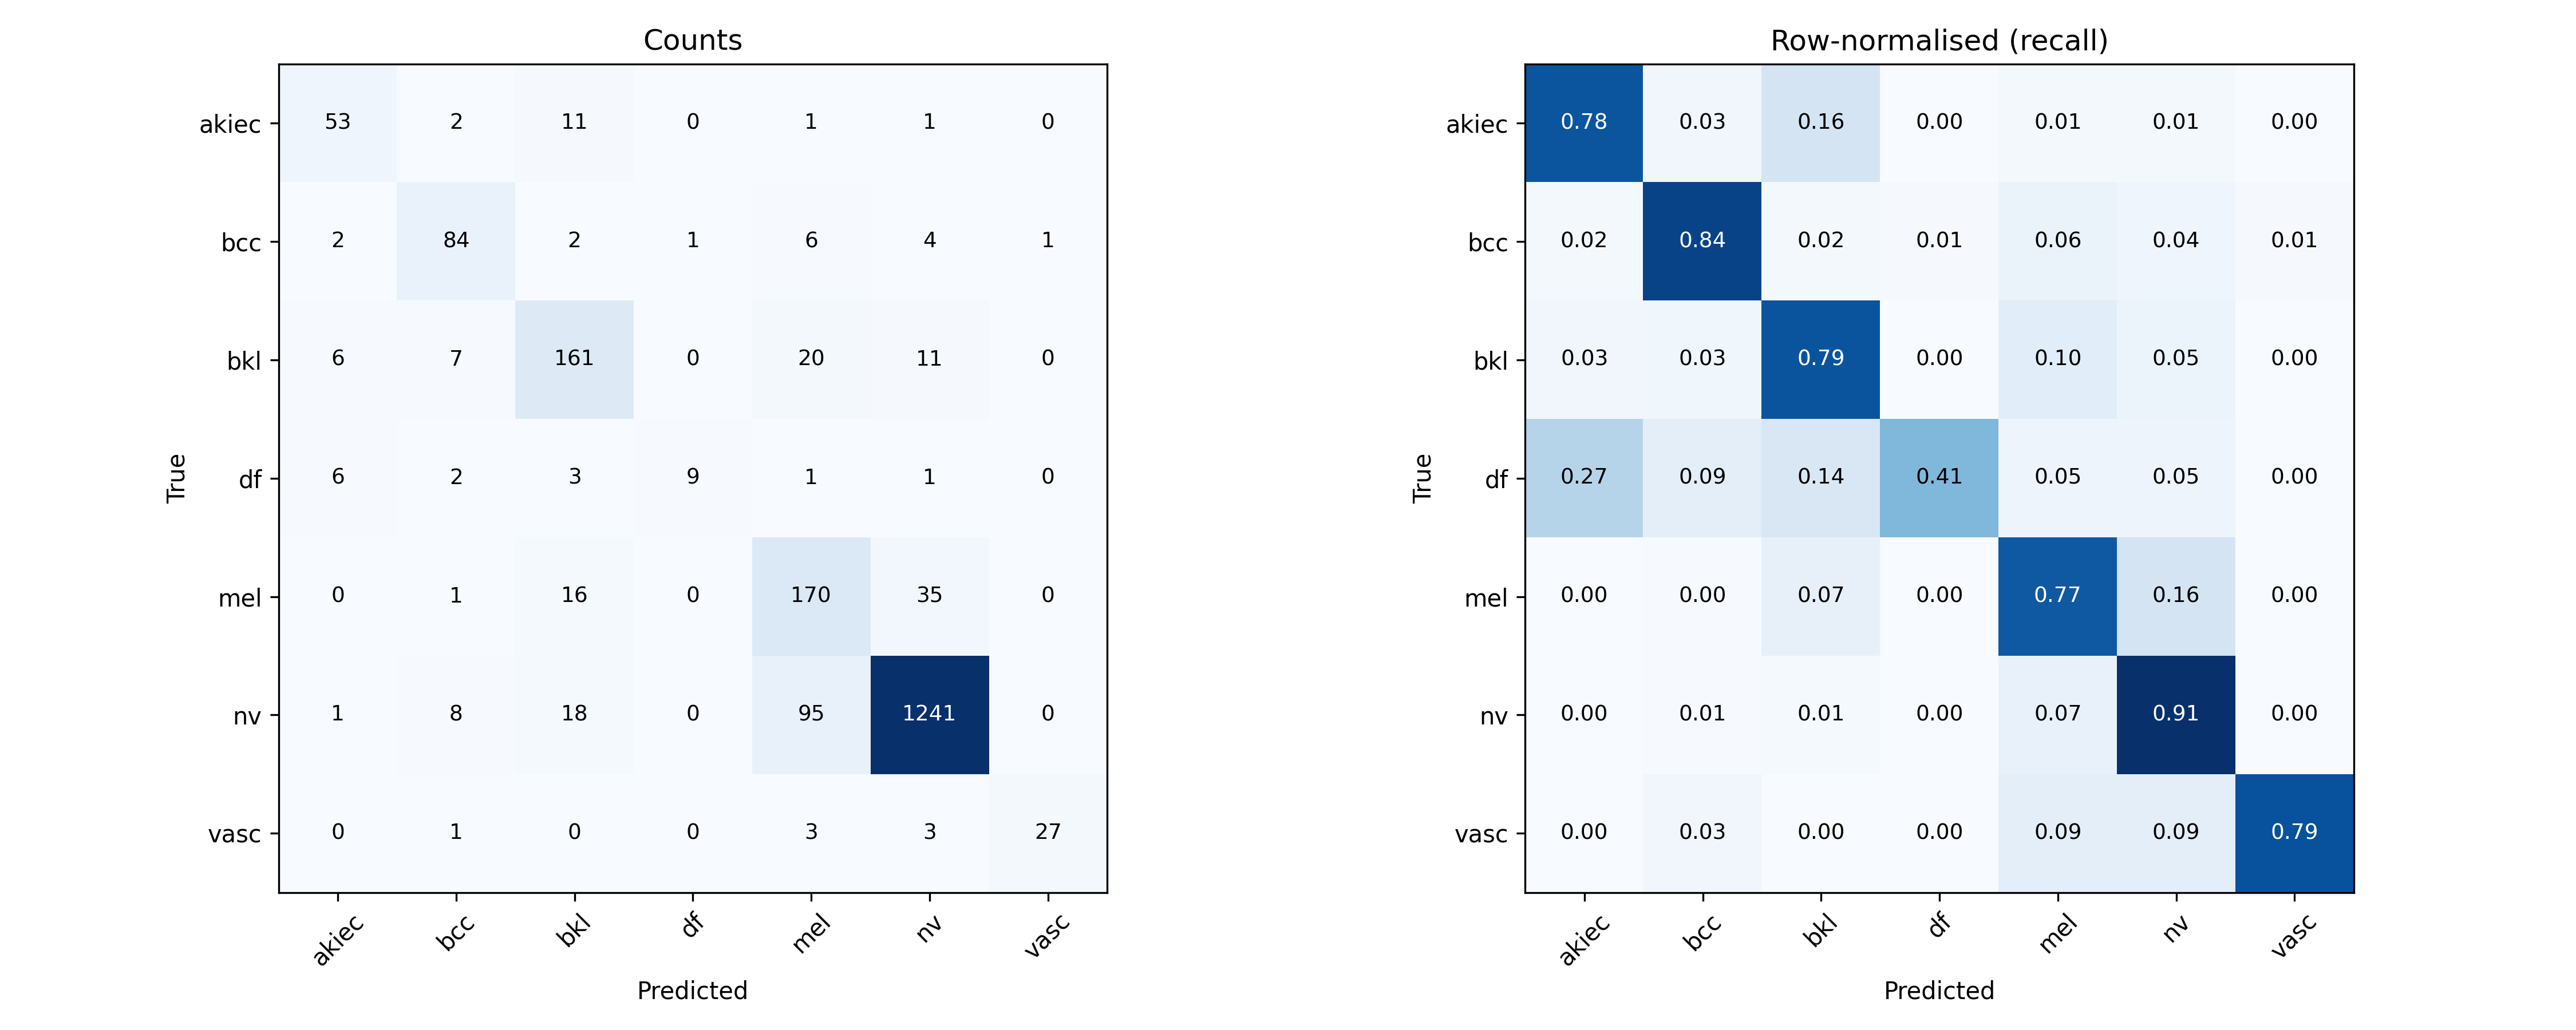 Counts
akiec 53 2 11 0 1 1 0
bcc 2 84 2 1 6 4 1
bkl 6 7 161 0 20 11 0
df 6 2 3 9 1 1 0
mel 0 1 16 0 170 35 0
nv 1 8 18 0 95 1241 0
vasc 0 1 0 0 3 3 27
True
akiec bcc bkl df mel nv vasc
Predicted
Row-normalised (recall)
akiec 0.78 0.03 0.16 0.00 0.01 0.01 0.00
bcc 0.02 0.84 0.02 0.01 0.06 0.04 0.01
bkl 0.03 0.03 0.79 0.00 0.10 0.05 0.00
df 0.27 0.09 0.14 0.41 0.05 0.05 0.00
mel 0.00 0.00 0.07 0.00 0.77 0.16 0.00
nv 0.00 0.01 0.01 0.00 0.07 0.91 0.00
vasc 0.00 0.03 0.00 0.00 0.09 0.09 0.79
True
akiec bcc bkl df mel nv vasc
Predicted